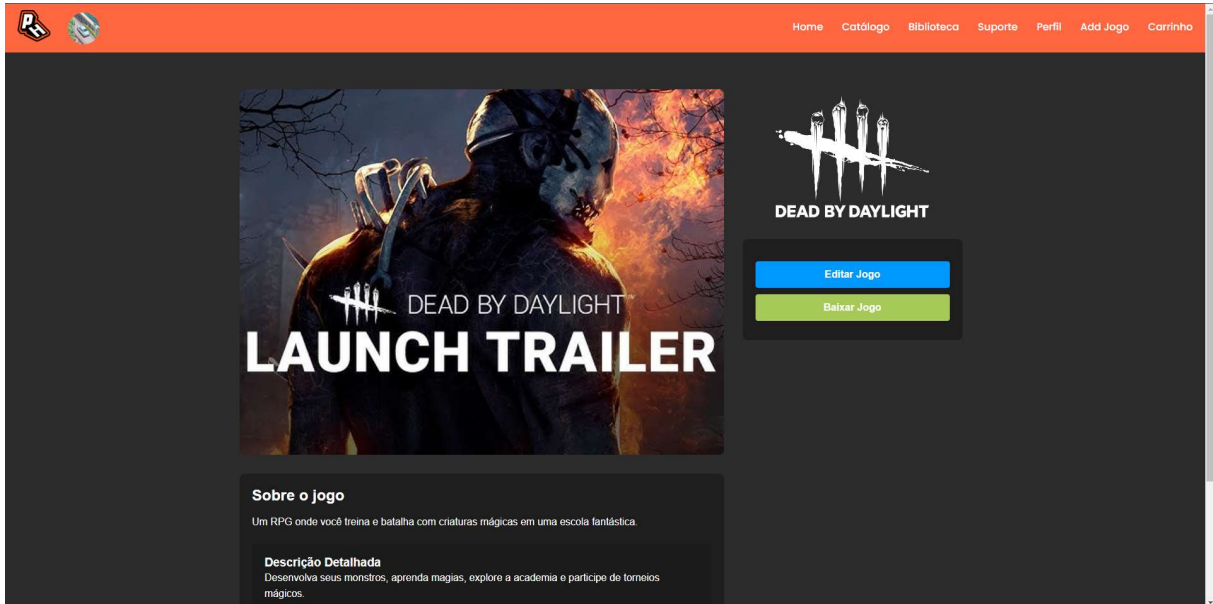 PH
Home Catálogo Biblioteca Suporte Perfil Add Jogo Carrinho
DEAD BY DAYLIGHT™
LAUNCH TRAILER
DEAD BY DAYLIGHT
Editar Jogo
Baixar Jogo
Sobre o jogo
Um RPG onde você treina e batalha com criaturas mágicas em uma escola fantástica.
Descrição Detalhada
Desenvolva seus monstros, aprenda magias, explore a academia e participe de torneios
mágicos.